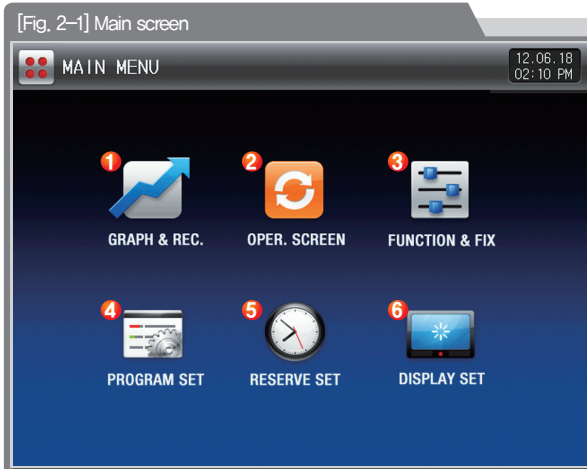 [Fig. 2-1] Main screen
MAIN MENU
12.06.18
02:10 PM
1
2
3
GRAPH & REC.
OPER. SCREEN
FUNCTION & FIX
4
5
6
PROGRAM SET
RESERVE SET
DISPLAY SET